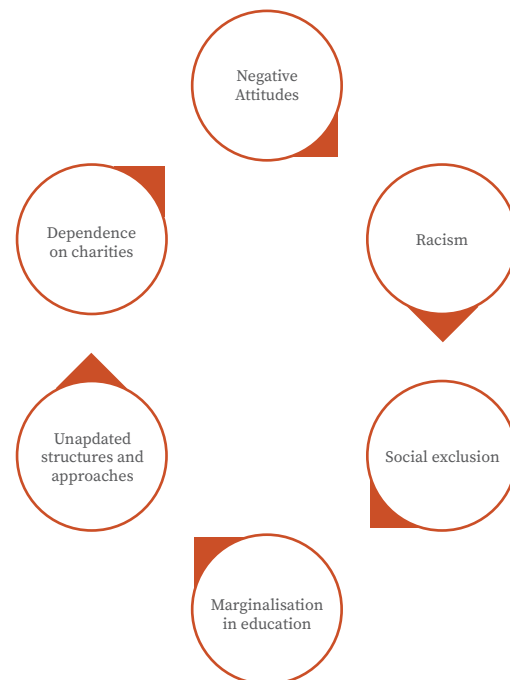 Negative
Attitudes
Racism
Social exclusion
Marginalisation
in education
Unapdated
structures and
approaches
Dependence
on charities